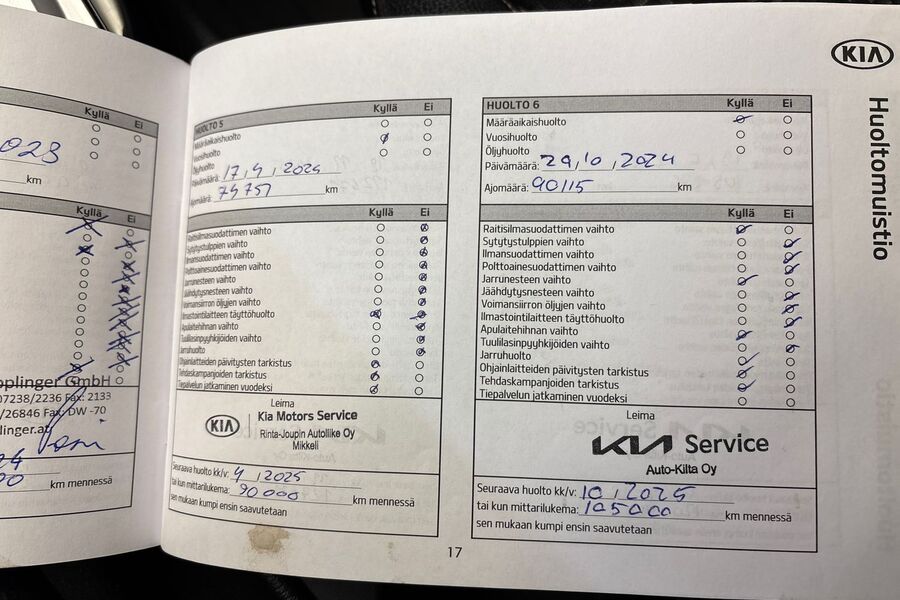 Kyllä Ei
2023
km
Kyllä Ei
pplinger GmbH
07238/2236 Fax: 2133
/26846 Fax DW -70
linger.at
km mennessä
HUOLTO 5 Kyllä Ei
Määräaikaishuolto
Vuosihuolto
Öljyhuolto
Päivämäärä: 17,4, 2024
Ajomäärä: 74757 km
Kyllä Ei
Raitisilmasuodattimen vaihto
Sytytystulppien vaihto
Ilmansuodattimen vaihto
Polttoainesuodattimen vaihto
Jarrunesteen vaihto
Jäähdytysnesteen vaihto
Voimansiirron öljyjen vaihto
Ilmastointilaitteen täyttöhuolto
Apulaitehihnan vaihto
Tuulilasinpyyhkijöiden vaihto
Jarruhuolto
Ohjainlaitteiden päivitysten tarkistus
Tehdaskampanjoiden tarkistus
Tiepalvelun jatkaminen vuodeksi
Leima
KIA Kia Motors Service
Rinta-Joupin Autoliike Oy
Mikkeli
Seuraava huolto kk/v: 4, 2025
tai kun mittarilukema: 90000 km mennessä
sen mukaan kumpi ensin saavutetaan
17
HUOLTO 6 Kyllä Ei
Määräaikaishuolto
Vuosihuolto
Öljyhuolto
Päivämäärä: 29,10, 2024
Ajomäärä: 90115 km
Kyllä Ei
Raitisilmasuodattimen vaihto
Sytytystulppien vaihto
Ilmansuodattimen vaihto
Polttoainesuodattimen vaihto
Jarrunesteen vaihto
Jäähdytysnesteen vaihto
Voimansiirron öljyjen vaihto
Ilmastointilaitteen täyttöhuolto
Apulaitehihnan vaihto
Tuulilasinpyyhkijöiden vaihto
Jarruhuolto
Ohjainlaitteiden päivitysten tarkistus
Tehdaskampanjoiden tarkistus
Tiepalvelun jatkaminen vuodeksi
Leima
KIA Service
Auto-Kilta Oy
Seuraava huolto kk/v: 10, 2025
tai kun mittarilukema: 105000 km mennessä
sen mukaan kumpi ensin saavutetaan
KIA
Huoltomuistio